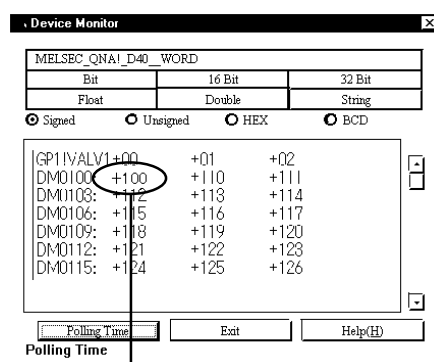 Device Monitor
MELSEC_QNA!_D40__WORD
Bit 16 Bit 32 Bit
Float Double String
Signed Unsigned HEX BCD
GP1!VALV1+00 +01 +02
DM0100: +100 +110 +111
DM0103: +112 +113 +114
DM0106: +115 +116 +117
DM0109: +118 +119 +120
DM0112: +121 +122 +123
DM0115: +124 +125 +126
Polling Time Exit Help(H)
Polling Time